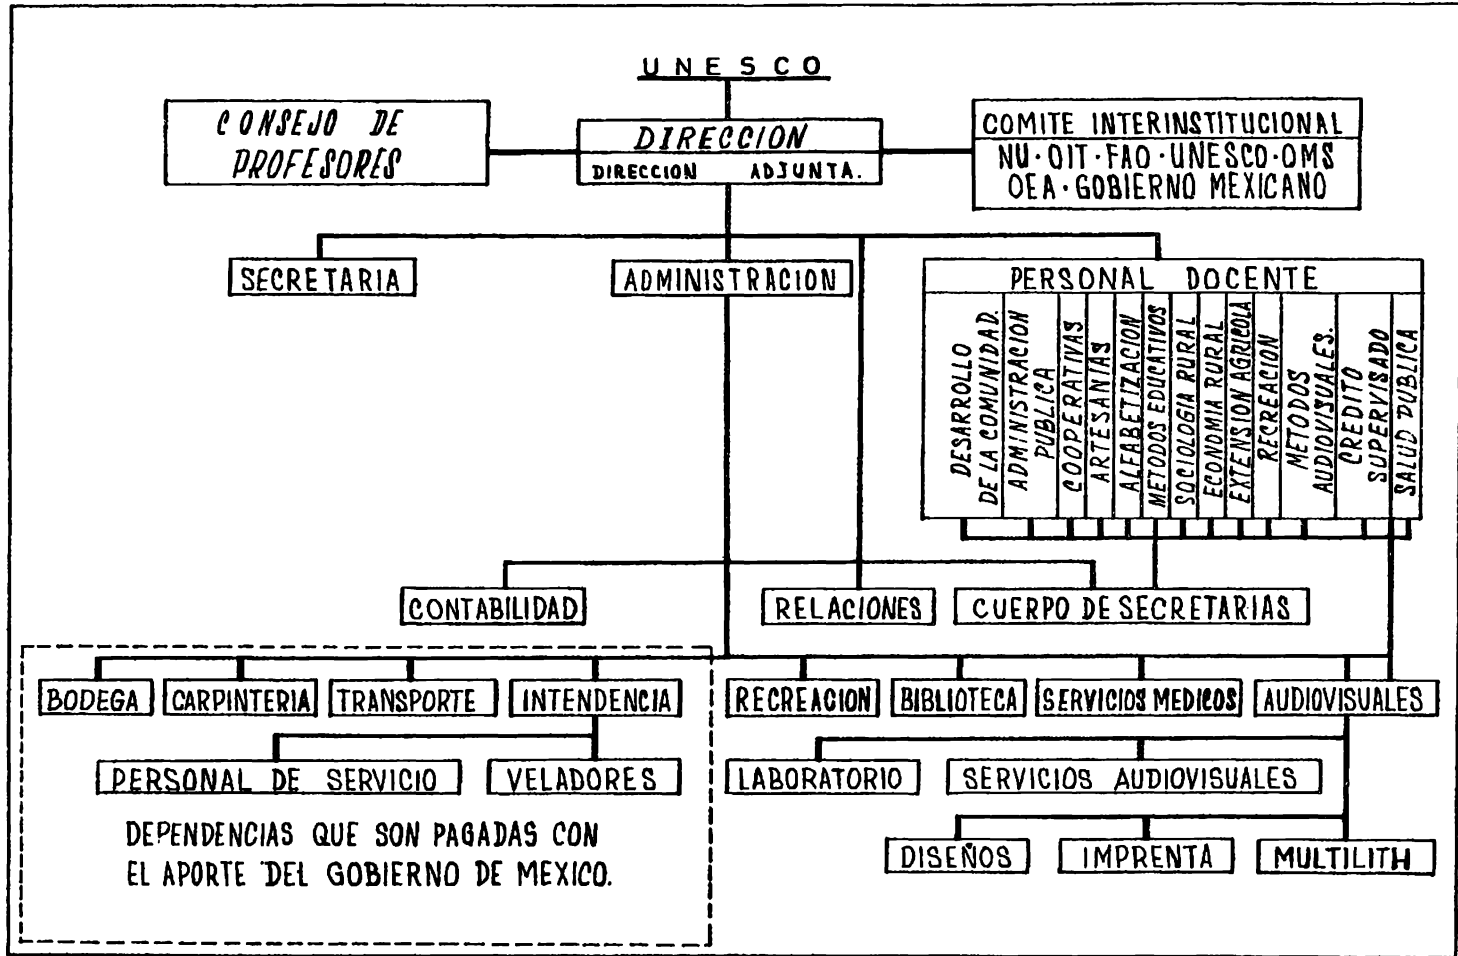 UNESCO
CONSEJO DE
PROFESORES
DIRECCION
DIRECCION ADJUNTA.
COMITE INTERINSTITUCIONAL
NU·OIT·FAO·UNESCO·OMS
OEA·GOBIERNO MEXICANO
SECRETARIA
ADMINISTRACION
PERSONAL DOCENTE
DESARROLLO
DE LA COMUNIDAD.
ADMINISTRACION
PUBLICA
COOPERATIVAS
ARTESANIAS
ALFABETIZACION
METODOS EDUCATIVOS
SOCIOLOGIA RURAL
ECONOMIA RURAL
EXTENSION AGRICOLA
RECREACION
METODOS
AUDIOVISUALES.
CREDITO
SUPERVISADO
SALUD PUBLICA
CONTABILIDAD
RELACIONES
CUERPO DE SECRETARIAS
BODEGA
CARPINTERIA
TRANSPORTE
INTENDENCIA
RECREACION
BIBLIOTECA
SERVICIOS MEDICOS
AUDIOVISUALES
PERSONAL DE SERVICIO
VELADORES
LABORATORIO
SERVICIOS AUDIOVISUALES
DEPENDENCIAS QUE SON PAGADAS CON
EL APORTE DEL GOBIERNO DE MEXICO.
DISEÑOS
IMPRENTA
MULTILITH